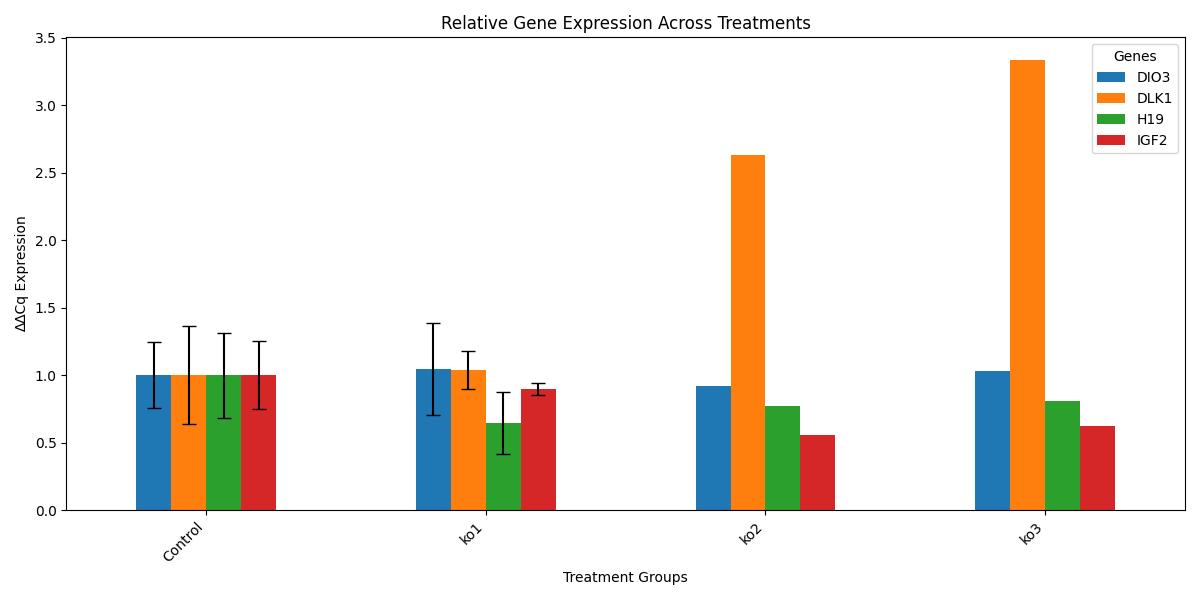 Relative Gene Expression Across Treatments
3.5
3.0
2.5
2.0
1.5
1.0
0.5
0.0
ΔΔCq Expression
Genes
DIO3
DLK1
H19
IGF2
Control
ko1
ko2
ko3
Treatment Groups